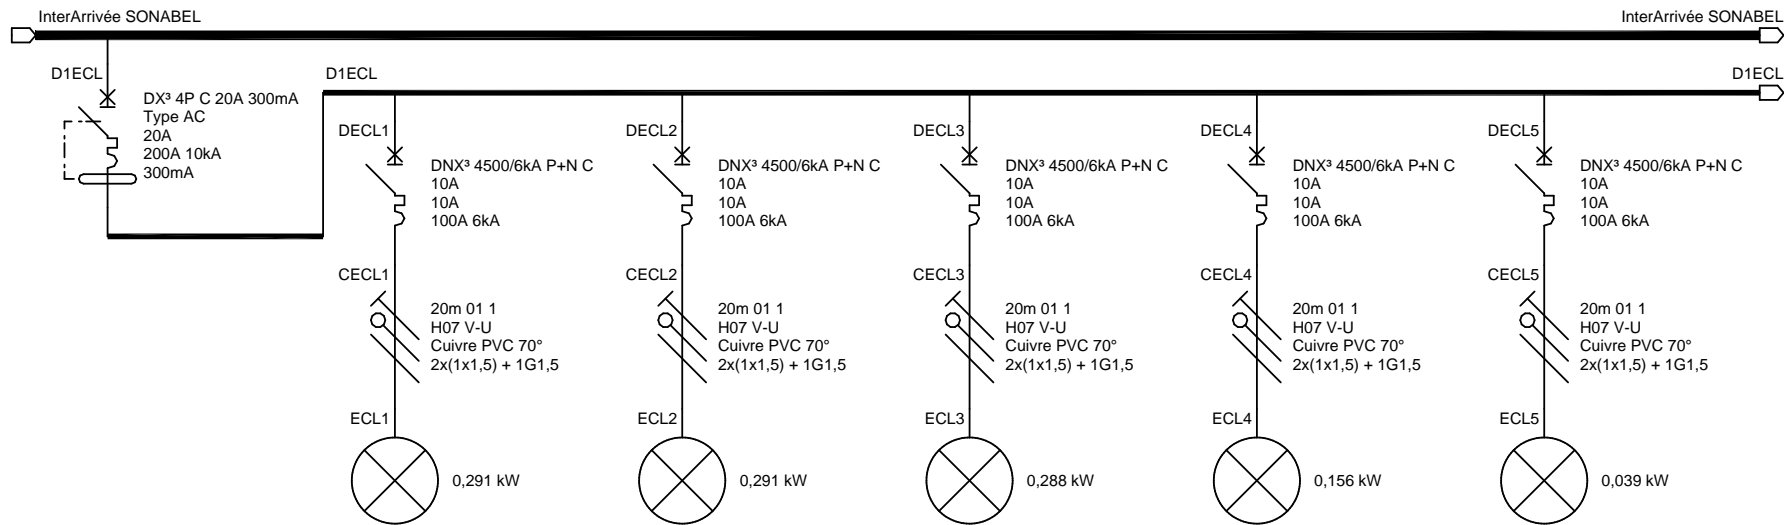 InterArrivée SONABEL
InterArrivée SONABEL
D1ECL
D1ECL
D1ECL
DX³ 4P C 20A 300mA
Type AC
20A
200A 10kA
300mA
DECL1
DNX³ 4500/6kA P+N C
10A
10A
100A 6kA
DECL2
DNX³ 4500/6kA P+N C
10A
10A
100A 6kA
DECL3
DNX³ 4500/6kA P+N C
10A
10A
100A 6kA
DECL4
DNX³ 4500/6kA P+N C
10A
10A
100A 6kA
DECL5
DNX³ 4500/6kA P+N C
10A
10A
100A 6kA
CECL1
20m 01 1
H07 V-U
Cuivre PVC 70°
2x(1x1,5) + 1G1,5
CECL2
20m 01 1
H07 V-U
Cuivre PVC 70°
2x(1x1,5) + 1G1,5
CECL3
20m 01 1
H07 V-U
Cuivre PVC 70°
2x(1x1,5) + 1G1,5
CECL4
20m 01 1
H07 V-U
Cuivre PVC 70°
2x(1x1,5) + 1G1,5
CECL5
20m 01 1
H07 V-U
Cuivre PVC 70°
2x(1x1,5) + 1G1,5
ECL1
0,291 kW
ECL2
0,291 kW
ECL3
0,288 kW
ECL4
0,156 kW
ECL5
0,039 kW